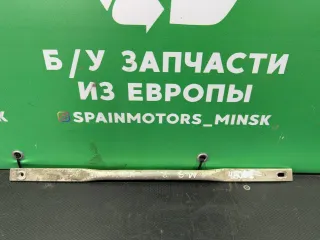 Б/У ЗАПЧАСТИ
ИЗ ЕВРОПЫ
@SPAINMOTORS_MINSK